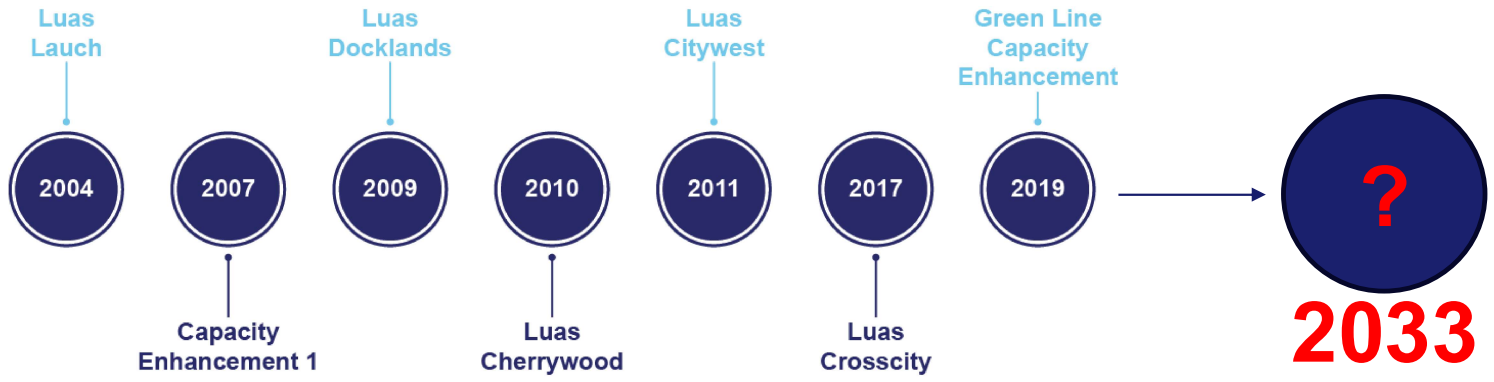 Luas
Lauch
Luas
Docklands
Luas
Citywest
Green Line
Capacity
Enhancement
2004
2007
2009
2010
2011
2017
2019
?
2033
Capacity
Enhancement 1
Luas
Cherrywood
Luas
Crosscity